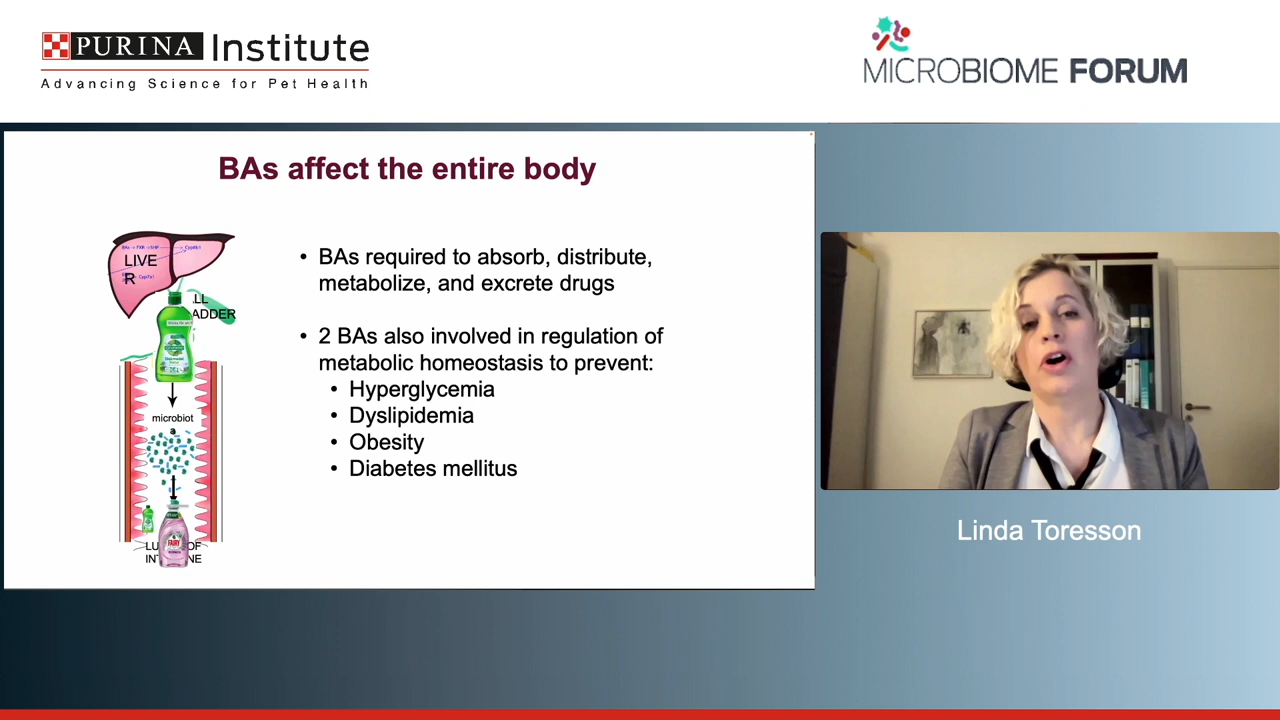 PURINA Institute
Advancing Science for Pet Health
MICROBIOME FORUM
BAs affect the entire body
LIVE
R
LL
ADDER
microbiot
a
FAIRY
LU OF
INT NE
• BAs required to absorb, distribute,
metabolize, and excrete drugs
• 2 BAs also involved in regulation of
metabolic homeostasis to prevent:
• Hyperglycemia
• Dyslipidemia
• Obesity
• Diabetes mellitus
Linda Toresson